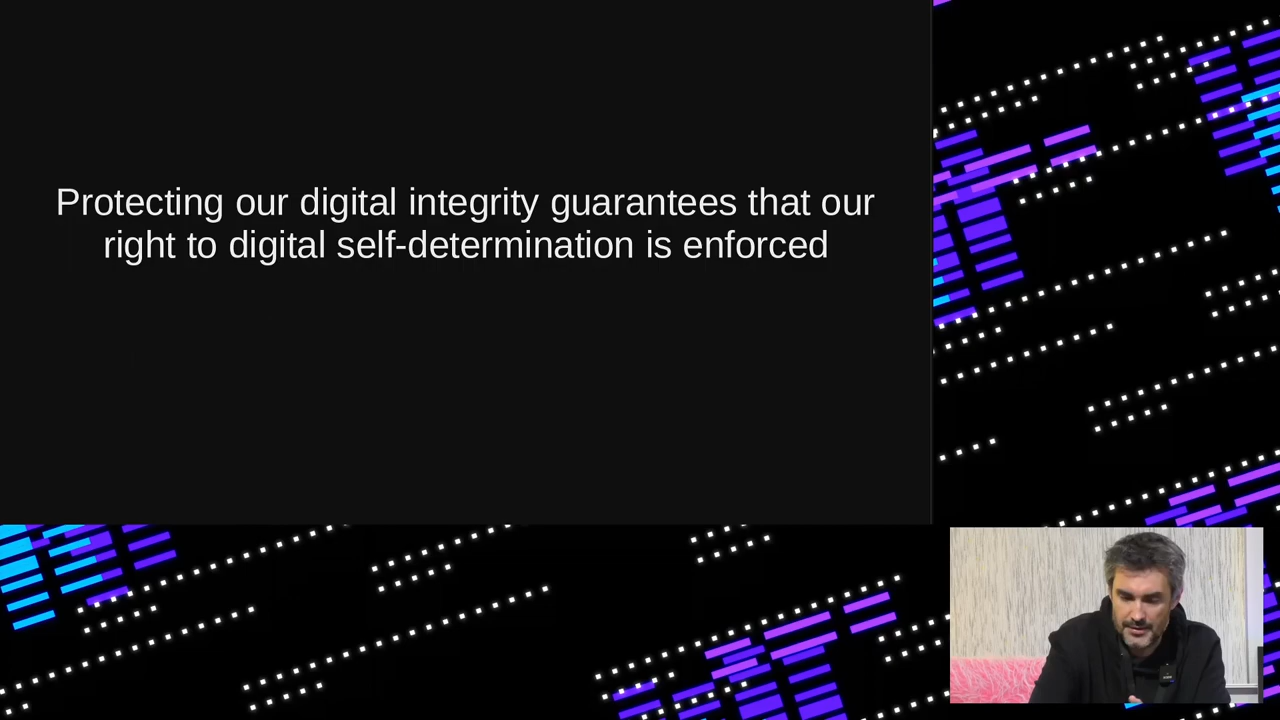 Protecting our digital integrity guarantees that our
right to digital self-determination is enforced